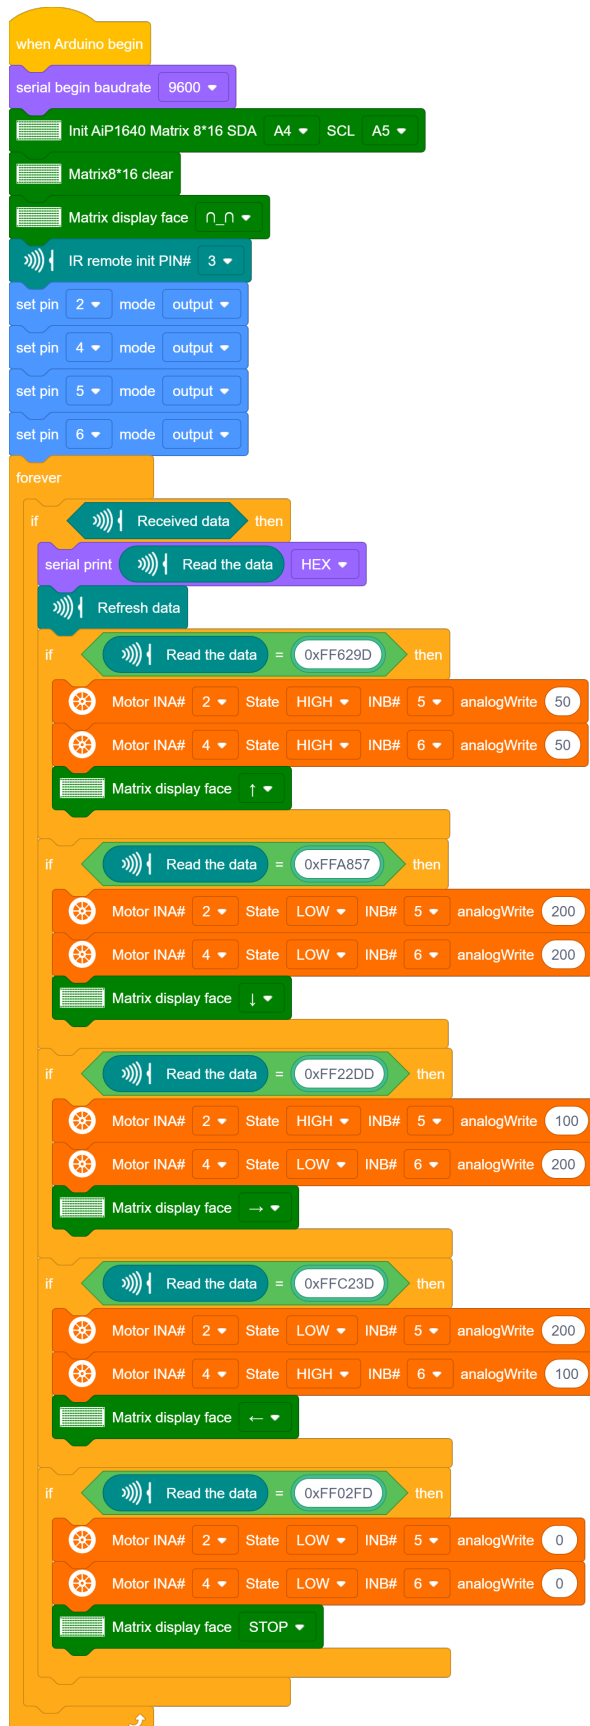 when Arduino begin
serial begin baudrate 9600
Init AiP1640 Matrix 8*16 SDA A4 SCL A5
Matrix8*16 clear
Matrix display face ∩_∩
IR remote init PIN# 3
set pin 2 mode output
set pin 4 mode output
set pin 5 mode output
set pin 6 mode output
forever
if Received data then
serial print Read the data HEX
Refresh data
if Read the data = 0xFF629D then
Motor INA# 2 State HIGH INB# 5 analogWrite 50
Motor INA# 4 State HIGH INB# 6 analogWrite 50
Matrix display face ↑
if Read the data = 0xFFA857 then
Motor INA# 2 State LOW INB# 5 analogWrite 200
Motor INA# 4 State LOW INB# 6 analogWrite 200
Matrix display face ↓
if Read the data = 0xFF22DD then
Motor INA# 2 State HIGH INB# 5 analogWrite 100
Motor INA# 4 State LOW INB# 6 analogWrite 200
Matrix display face →
if Read the data = 0xFFC23D then
Motor INA# 2 State LOW INB# 5 analogWrite 200
Motor INA# 4 State HIGH INB# 6 analogWrite 100
Matrix display face ←
if Read the data = 0xFF02FD then
Motor INA# 2 State LOW INB# 5 analogWrite 0
Motor INA# 4 State LOW INB# 6 analogWrite 0
Matrix display face STOP